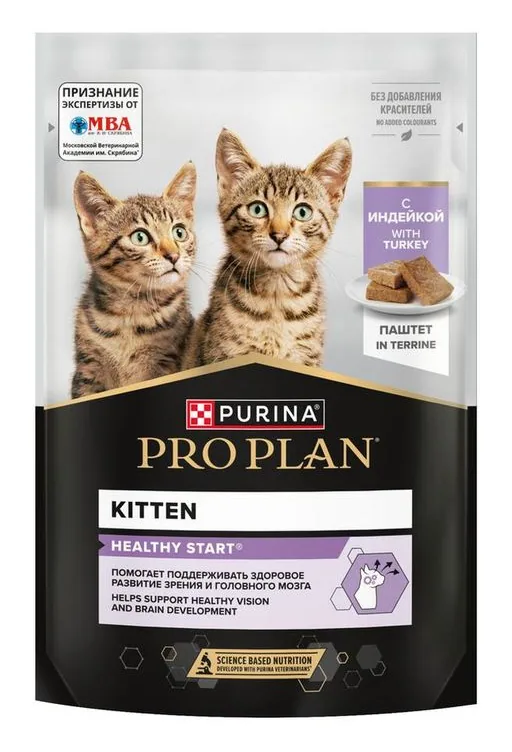 ПРИЗНАНИЕ
ЭКСПЕРТИЗЫ ОТ
МВА
ИМ. К.И. СКРЯБИНА
Московской Ветеринарной
Академии им. Скрябина*
БЕЗ ДОБАВЛЕНИЯ
КРАСИТЕЛЕЙ
NO ADDED COLOURANTS
С
ИНДЕЙКОЙ
WITH
TURKEY
ПАШТЕТ
IN TERRINE
PURINA®
PRO PLAN®
KITTEN
HEALTHY START®
ПОМОГАЕТ ПОДДЕРЖИВАТЬ ЗДОРОВОЕ
РАЗВИТИЕ ЗРЕНИЯ И ГОЛОВНОГО МОЗГА
HELPS SUPPORT HEALTHY VISION
AND BRAIN DEVELOPMENT
SCIENCE BASED NUTRITION
DEVELOPED WITH PURINA VETERINARIANS*